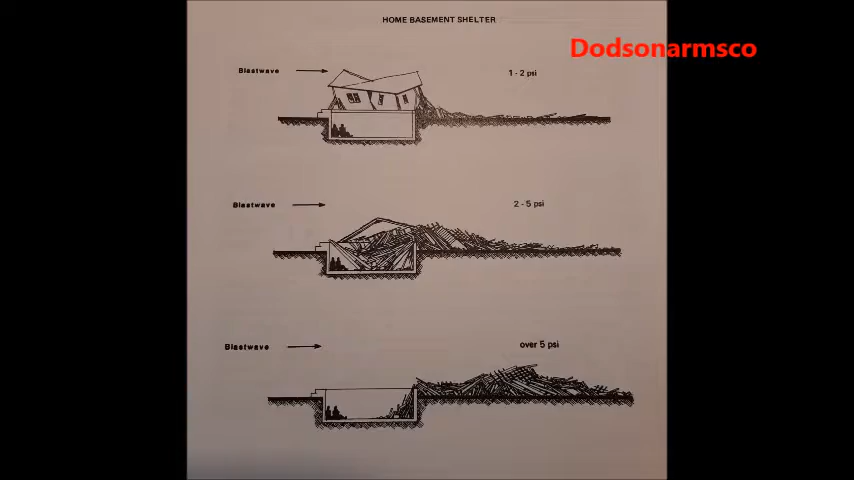 HOME BASEMENT SHELTER
Dodsonarmsco
Blastwave
1 - 2 psi
Blastwave
2 - 5 psi
Blastwave
over 5 psi